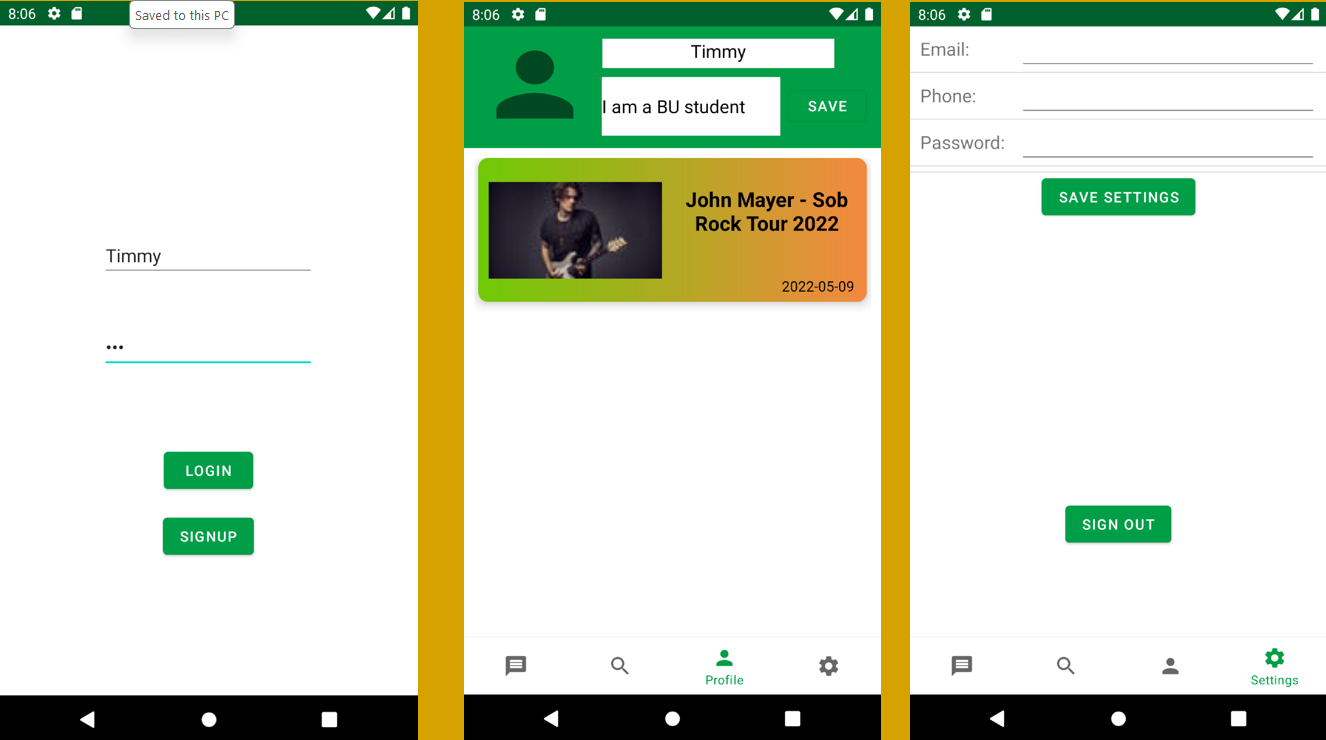 8:06
Saved to this PC
Timmy
•••
LOGIN
SIGNUP
8:06
Timmy
I am a BU student
SAVE
John Mayer - Sob
Rock Tour 2022
2022-05-09
Profile
8:06
Email:
Phone:
Password:
SAVE SETTINGS
SIGN OUT
Settings